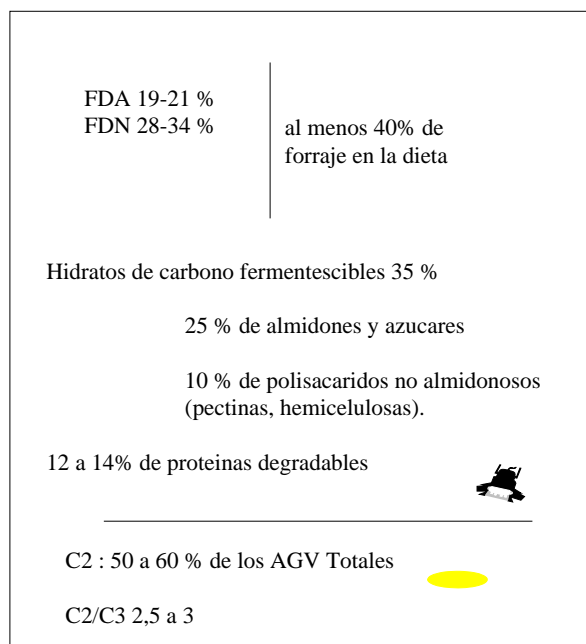 FDA 19-21 %
FDN 28-34 %
al menos 40% de
forraje en la dieta
Hidratos de carbono fermentescibles 35 %
25 % de almidones y azucares
10 % de polisacaridos no almidonosos
(pectinas, hemicelulosas).
12 a 14% de proteinas degradables
C2 : 50 a 60 % de los AGV Totales
C2/C3 2,5 a 3